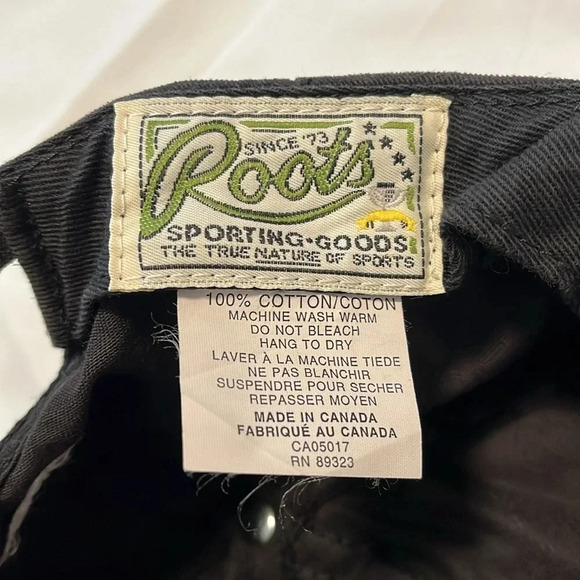 SINCE '73
Roots
SPORTING•GOODS
THE TRUE NATURE OF SPORTS
100% COTTON/COTON
MACHINE WASH WARM
DO NOT BLEACH
HANG TO DRY
LAVER À LA MACHINE TIEDE
NE PAS BLANCHIR
SUSPENDRE POUR SECHER
REPASSER MOYEN
MADE IN CANADA
FABRIQUÉ AU CANADA
CA05017
RN 89323